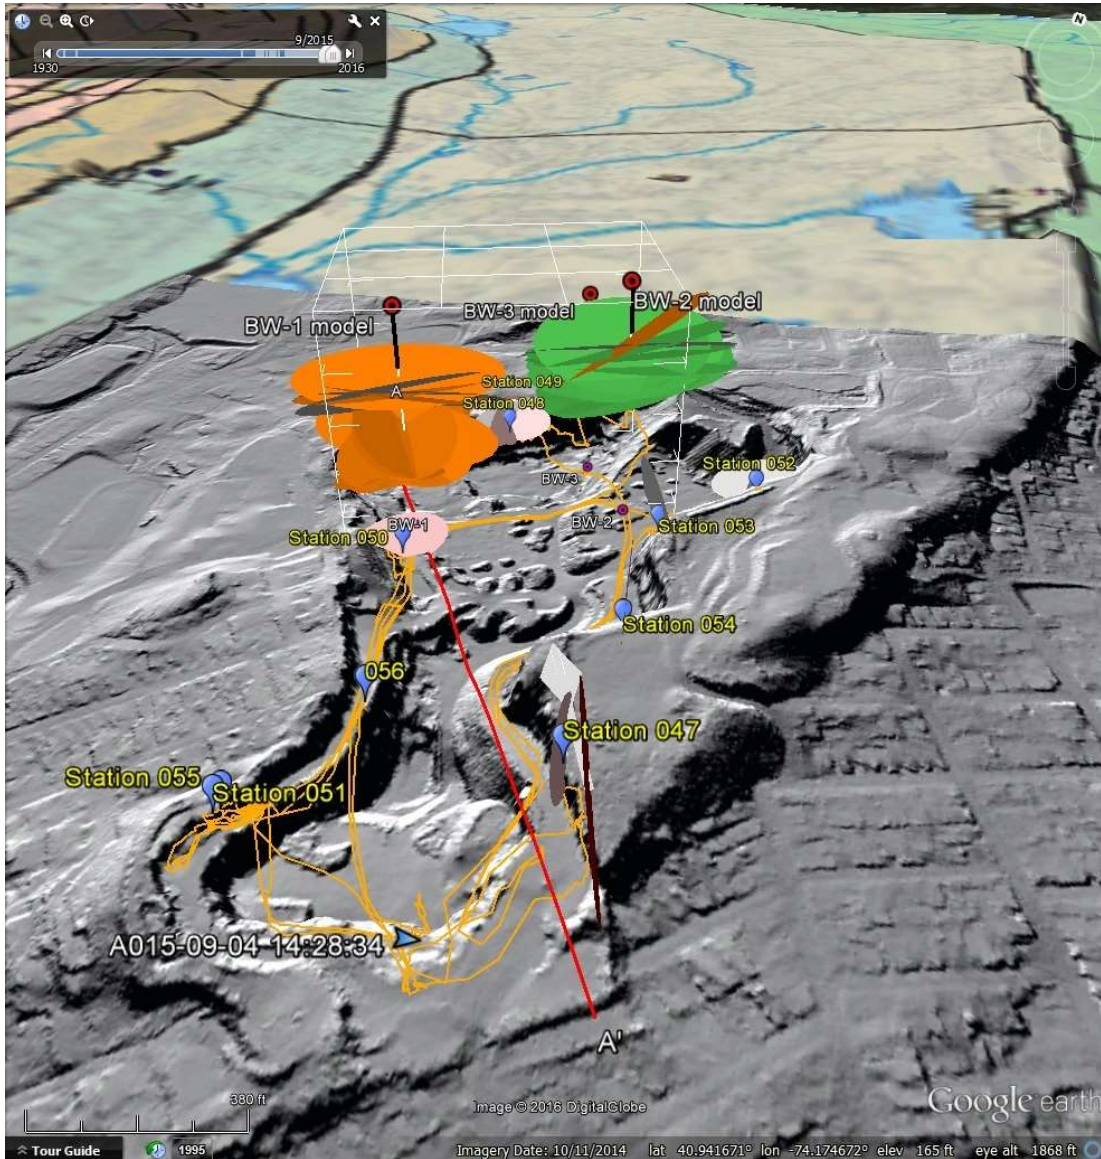 N
9/2015
1930
2016
BW-3 model
BW-2 model
BW-1 model
Station 049
A
Station 048
Station 052
BW-3
BW-2
BW-1
Station 053
Station 050
Station 054
056
Station 047
Station 055
Station 051
A015-09-04 14:28:34
A'
380 ft
Image © 2016 DigitalGlobe
Google earth
Tour Guide
1995
Imagery Date: 10/11/2014 lat 40.941671° lon -74.174672° elev 165 ft eye alt 1868 ft